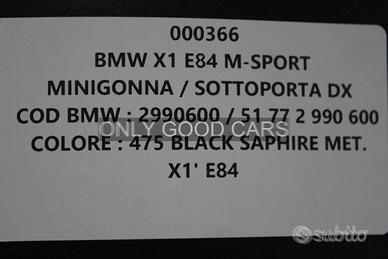 000366
BMW X1 E84 M-SPORT
MINIGONNA / SOTTOPORTA DX
COD BMW : 2990600 / 51 77 2 990 600
ONLY GOOD CARS
COLORE : 475 BLACK SAPHIRE MET.
X1' E84
subito